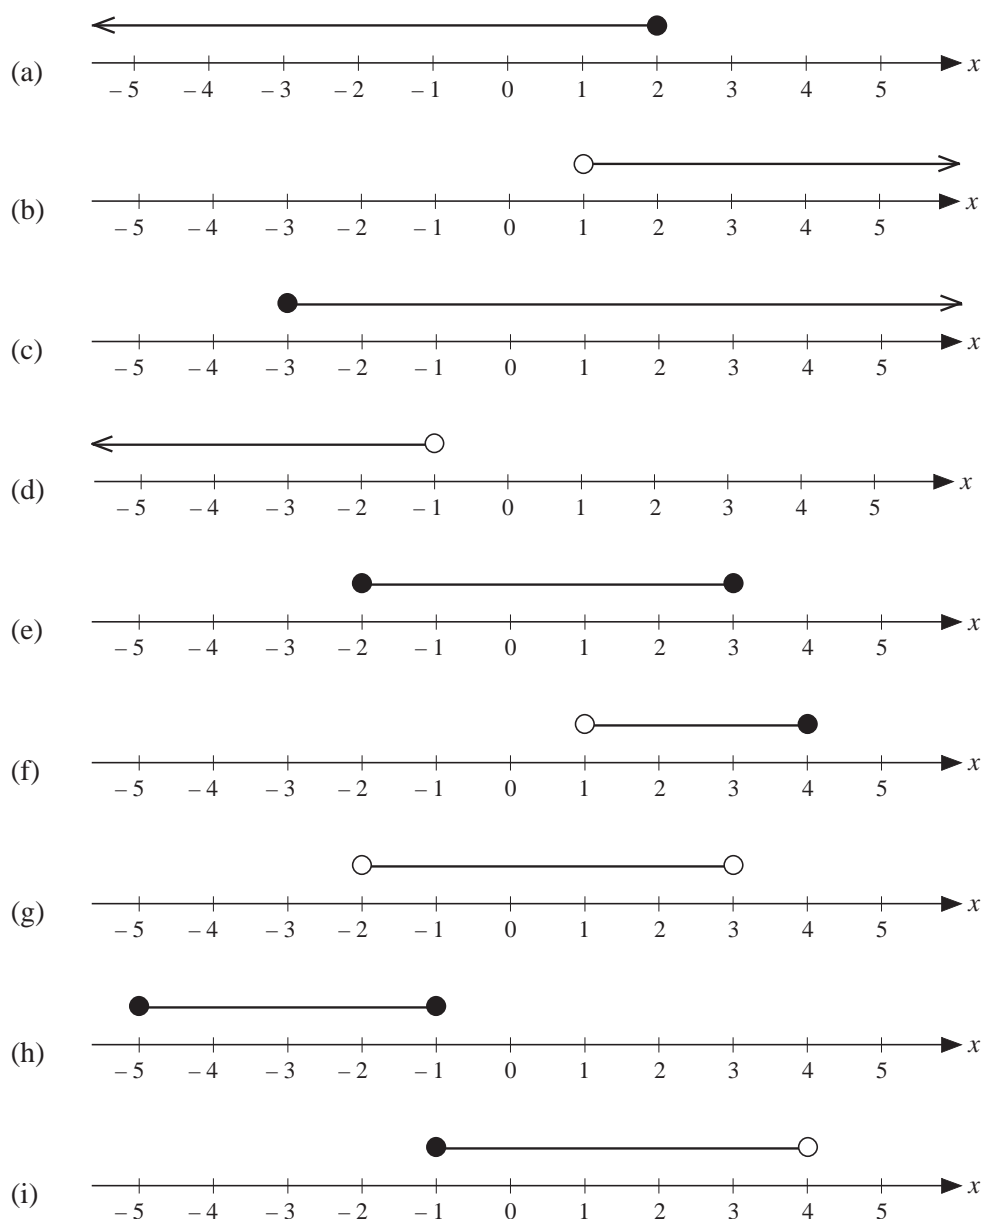 (a) x
– 5 – 4 – 3 – 2 – 1 0 1 2 3 4 5
(b) x
– 5 – 4 – 3 – 2 – 1 0 1 2 3 4 5
(c) x
– 5 – 4 – 3 – 2 – 1 0 1 2 3 4 5
(d) x
– 5 – 4 – 3 – 2 – 1 0 1 2 3 4 5
(e) x
– 5 – 4 – 3 – 2 – 1 0 1 2 3 4 5
(f) x
– 5 – 4 – 3 – 2 – 1 0 1 2 3 4 5
(g) x
– 5 – 4 – 3 – 2 – 1 0 1 2 3 4 5
(h) x
– 5 – 4 – 3 – 2 – 1 0 1 2 3 4 5
(i) x
– 5 – 4 – 3 – 2 – 1 0 1 2 3 4 5